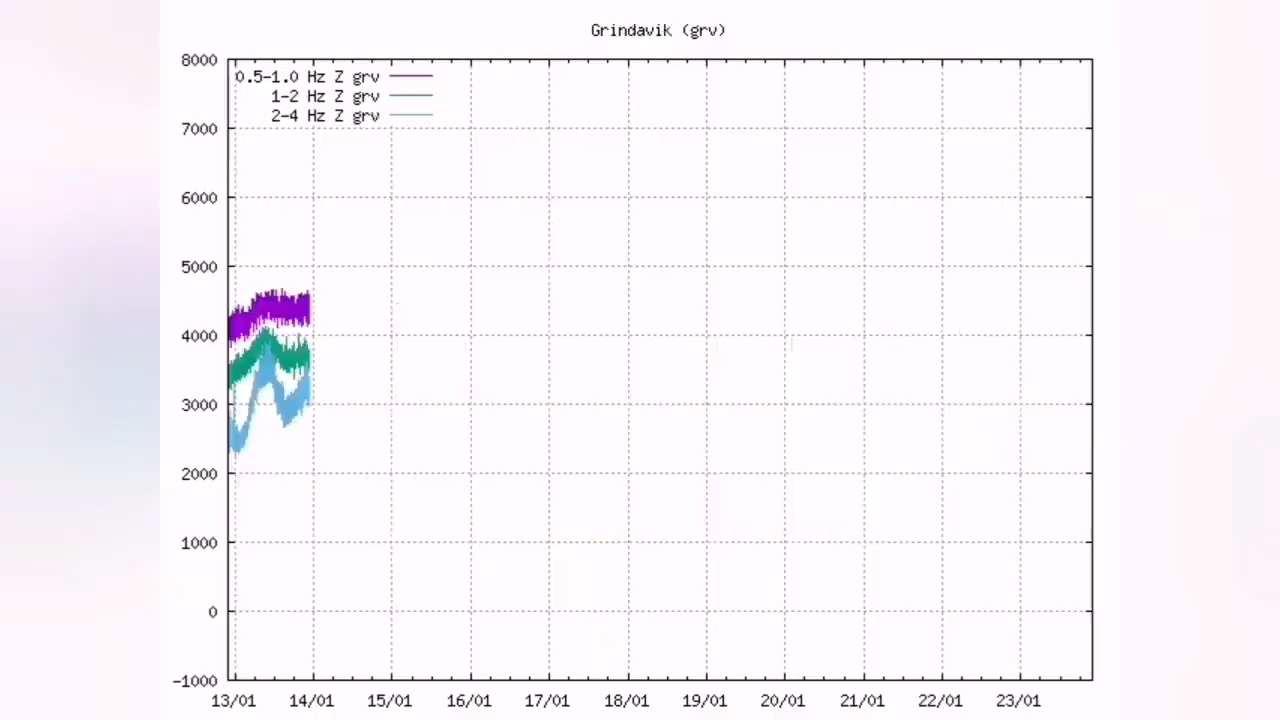 Grindavik (grv)
8000
0.5-1.0 Hz Z grv
1-2 Hz Z grv
2-4 Hz Z grv
7000
6000
5000
4000
3000
2000
1000
0
-1000
13/01 14/01 15/01 16/01 17/01 18/01 19/01 20/01 21/01 22/01 23/01